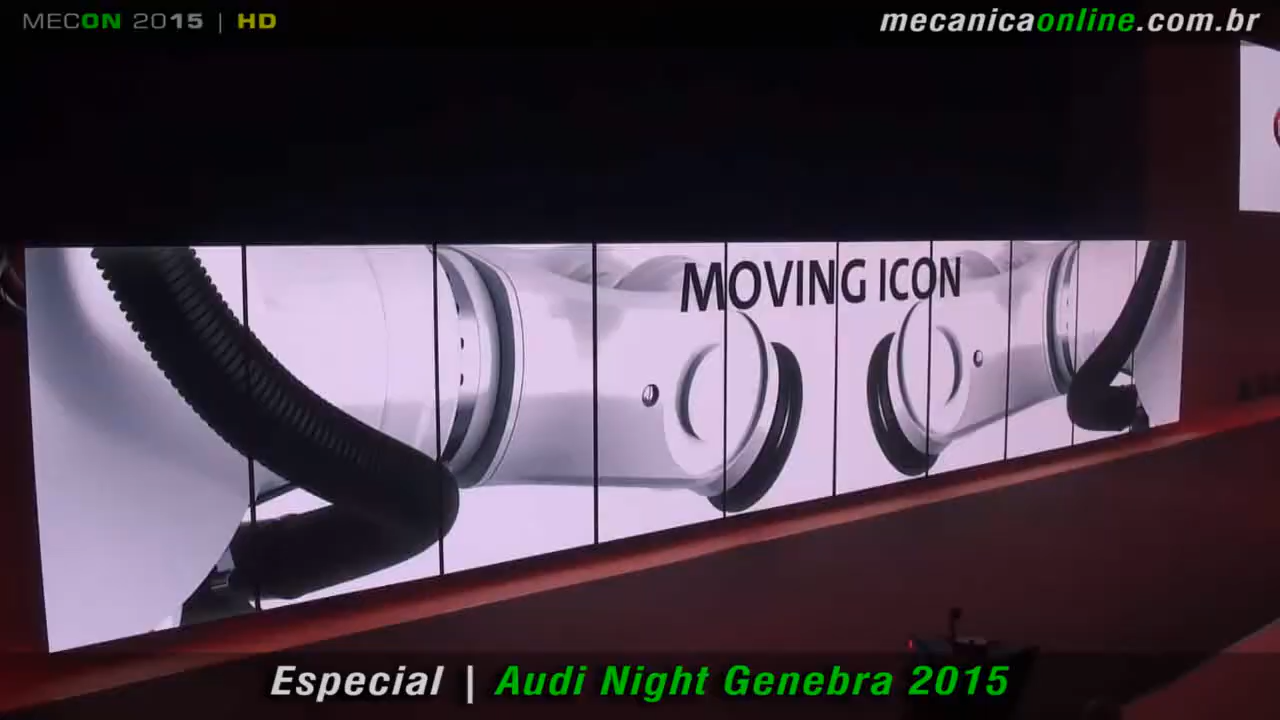 MECON 2015 | HD
mecanicaonline.com.br
MOVING ICON
Especial | Audi Night Genebra 2015